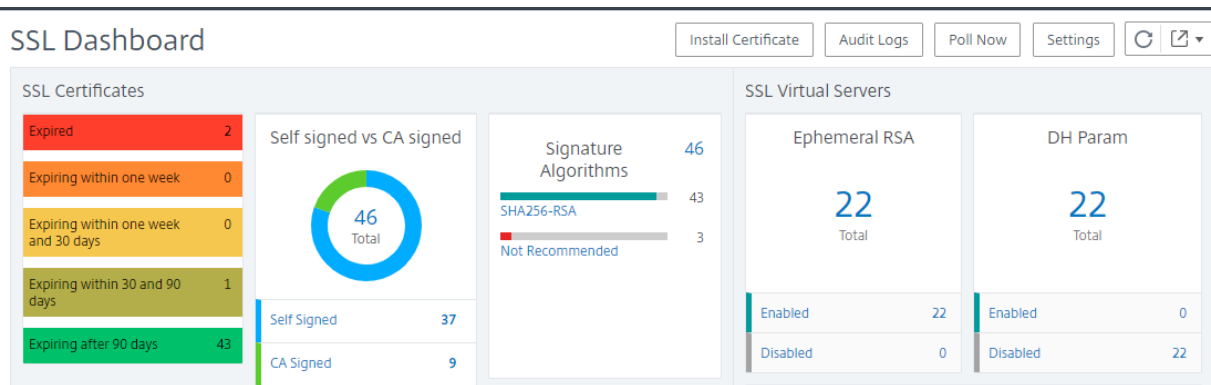 SSL Dashboard
Install Certificate
Audit Logs
Poll Now
Settings
SSL Certificates
Expired 2
Expiring within one week 0
Expiring within one week
and 30 days 0
Expiring within 30 and 90
days 1
Expiring after 90 days 43
Self signed vs CA signed
46
Total
Self Signed 37
CA Signed 9
Signature
Algorithms
46
43
SHA256-RSA
3
Not Recommended
SSL Virtual Servers
Ephemeral RSA
22
Total
Enabled 22
Disabled 0
DH Param
22
Total
Enabled 0
Disabled 22